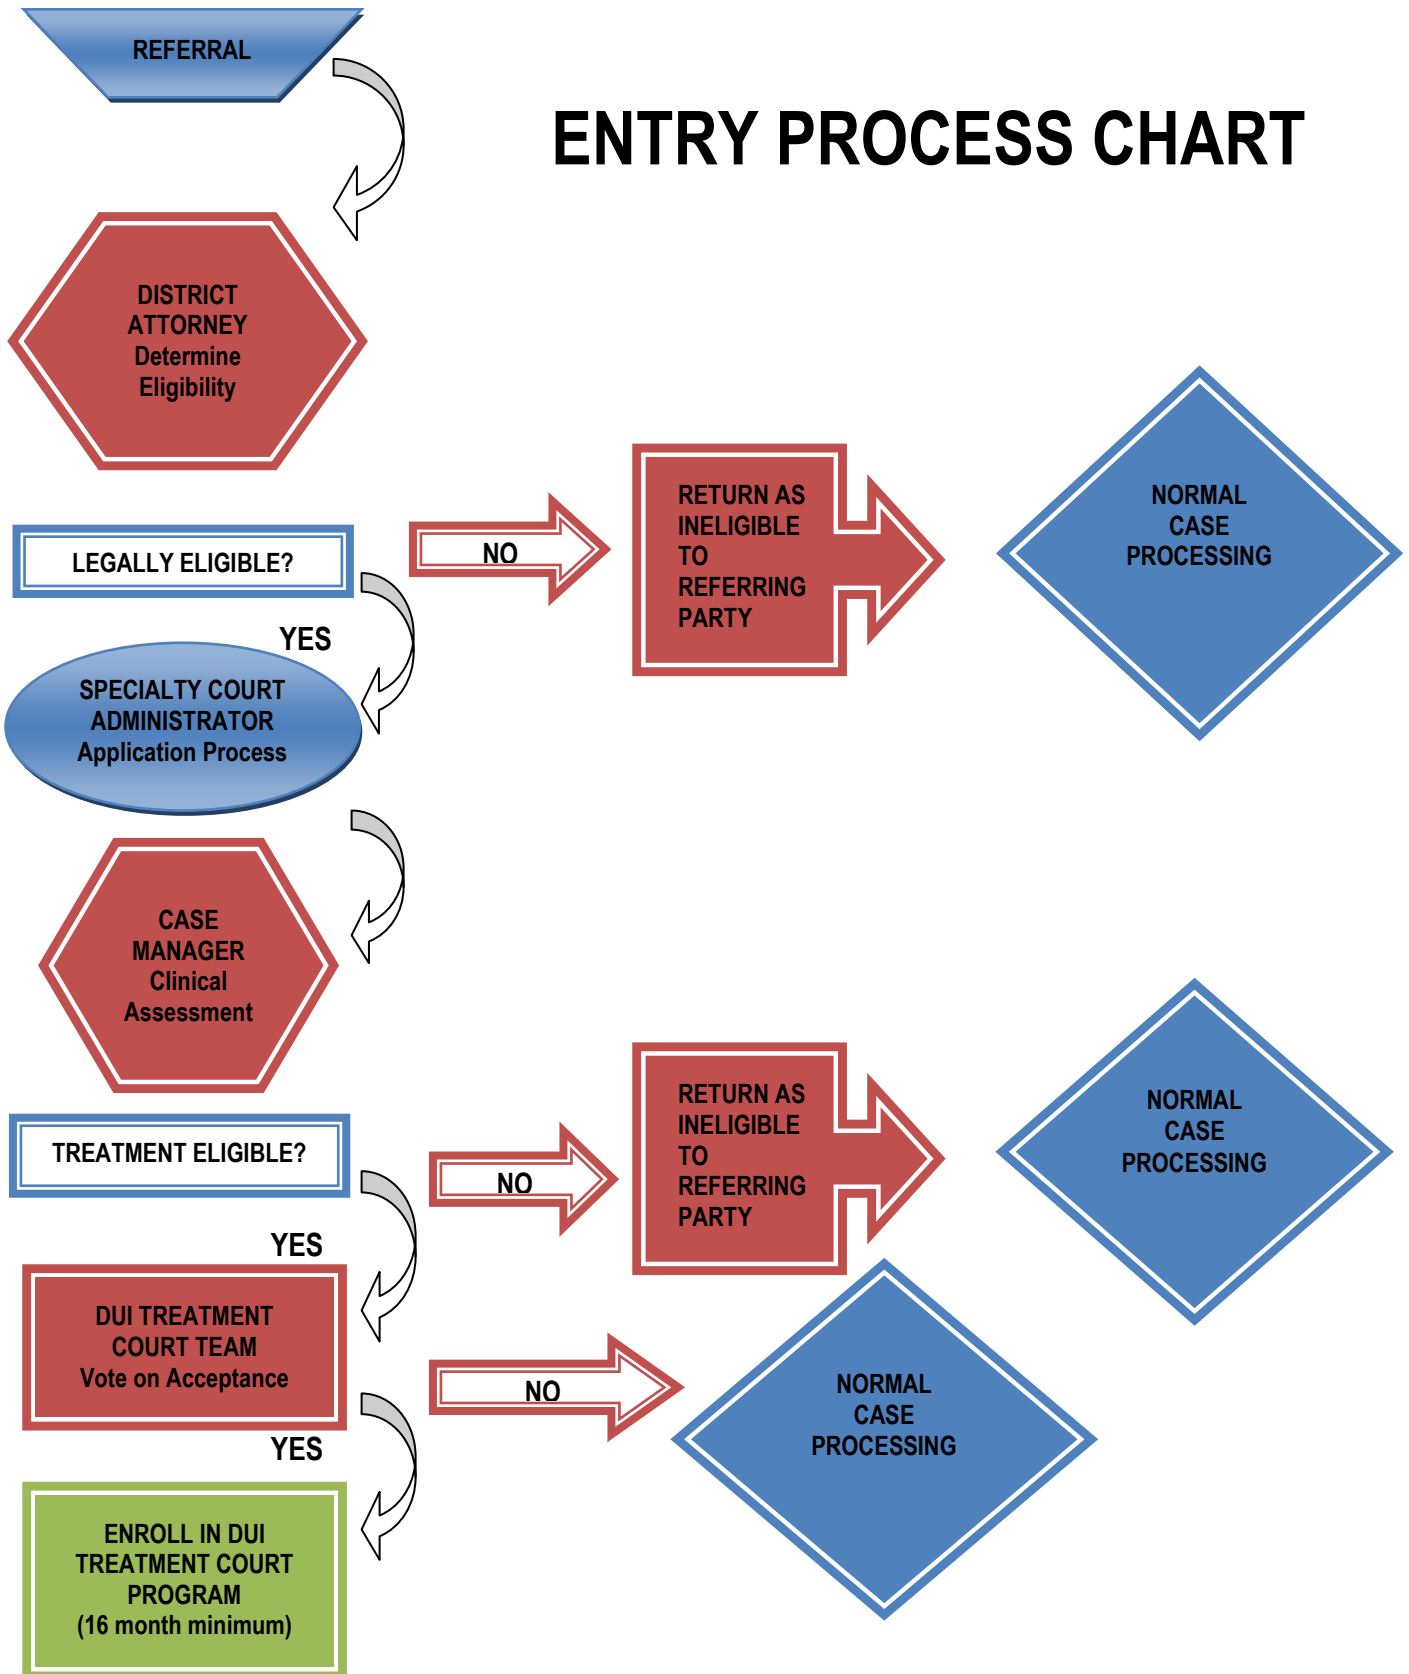 REFERRAL
ENTRY PROCESS CHART
DISTRICT
ATTORNEY
Determine
Eligibility
LEGALLY ELIGIBLE?
NO
RETURN AS
INELIGIBLE
TO
REFERRING
PARTY
NORMAL
CASE
PROCESSING
YES
SPECIALTY COURT
ADMINISTRATOR
Application Process
CASE
MANAGER
Clinical
Assessment
TREATMENT ELIGIBLE?
NO
RETURN AS
INELIGIBLE
TO
REFERRING
PARTY
NORMAL
CASE
PROCESSING
YES
DUI TREATMENT
COURT TEAM
Vote on Acceptance
NO
NORMAL
CASE
PROCESSING
YES
ENROLL IN DUI
TREATMENT COURT
PROGRAM
(16 month minimum)